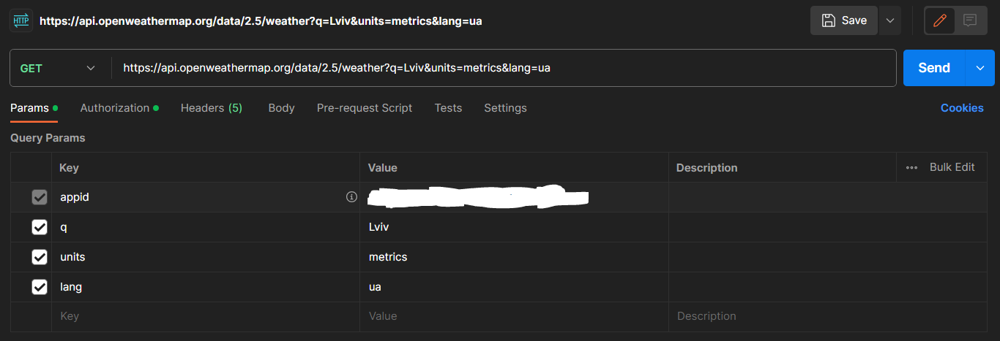 HTTP https://api.openweathermap.org/data/2.5/weather?q=Lviv&units=metrics&lang=ua Save
GET https://api.openweathermap.org/data/2.5/weather?q=Lviv&units=metrics&lang=ua Send
Params Authorization Headers (5) Body Pre-request Script Tests Settings Cookies
Query Params
Key Value Description Bulk Edit
appid
q Lviv
units metrics
lang ua
Key Value Description